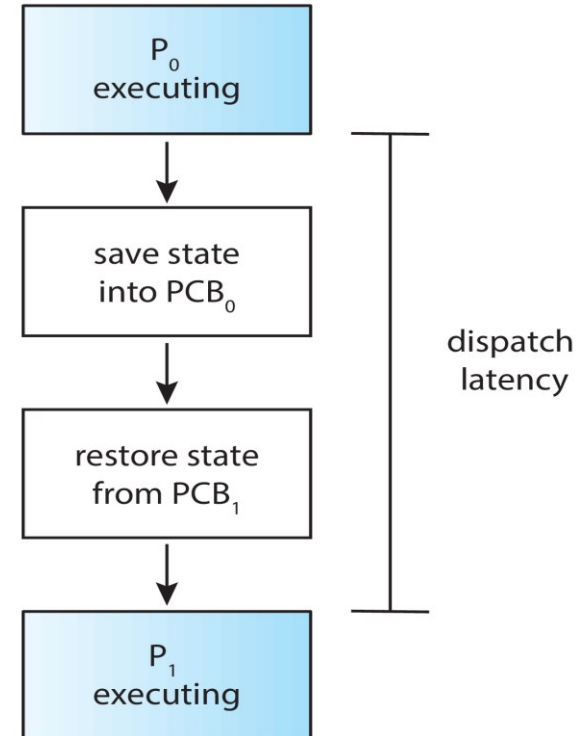 P₀
executing
save state
into PCB₀
dispatch
latency
restore state
from PCB₁
P₁
executing